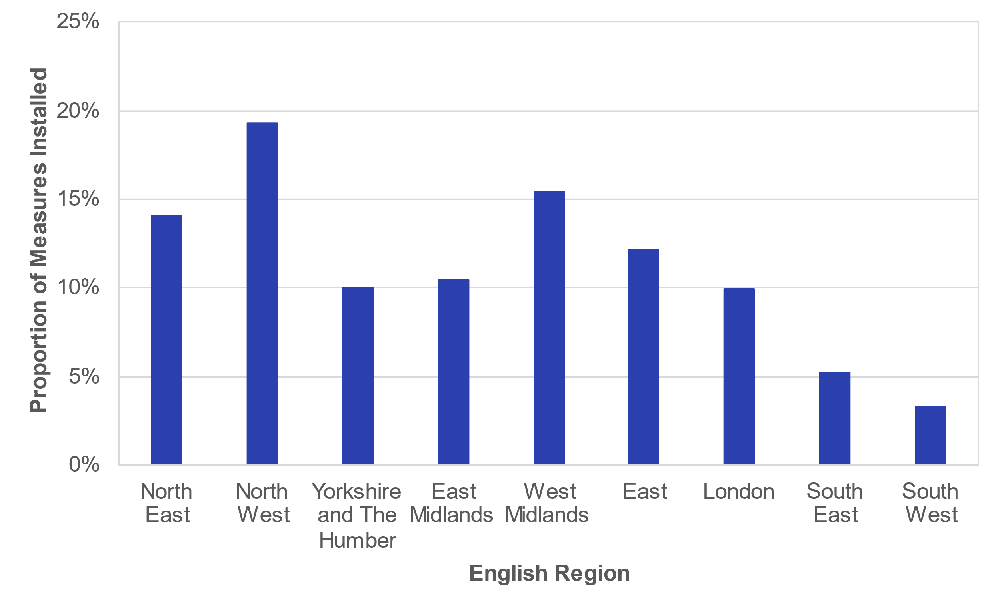 25%
20%
15%
10%
5%
0%
Proportion of Measures Installed
North
East
North
West
Yorkshire
and The
Humber
East
Midlands
West
Midlands
East
London
South
East
South
West
English Region